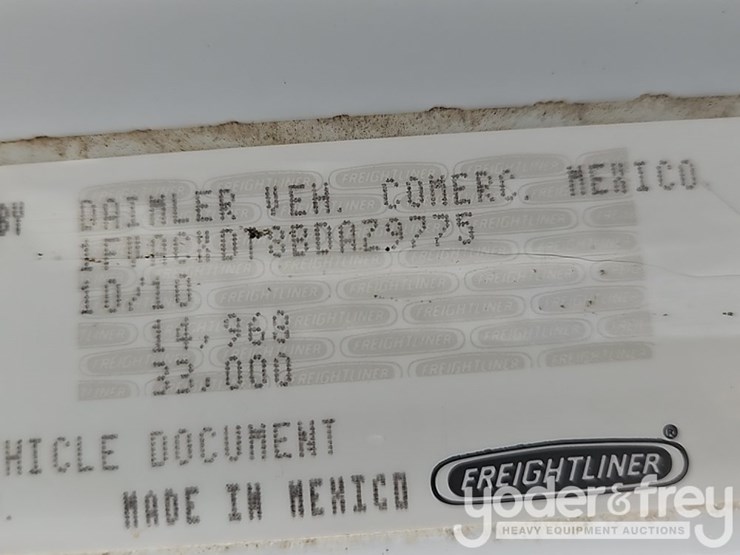 BY DAIMLER VEH. COMERC. MEXICO
1FVACXDT8BDAZ9775
10/10
14,969
33,000
HICLE DOCUMENT
MADE IN MEXICO
FREIGHTLINER®
yoder&frey
HEAVY EQUIPMENT AUCTIONS